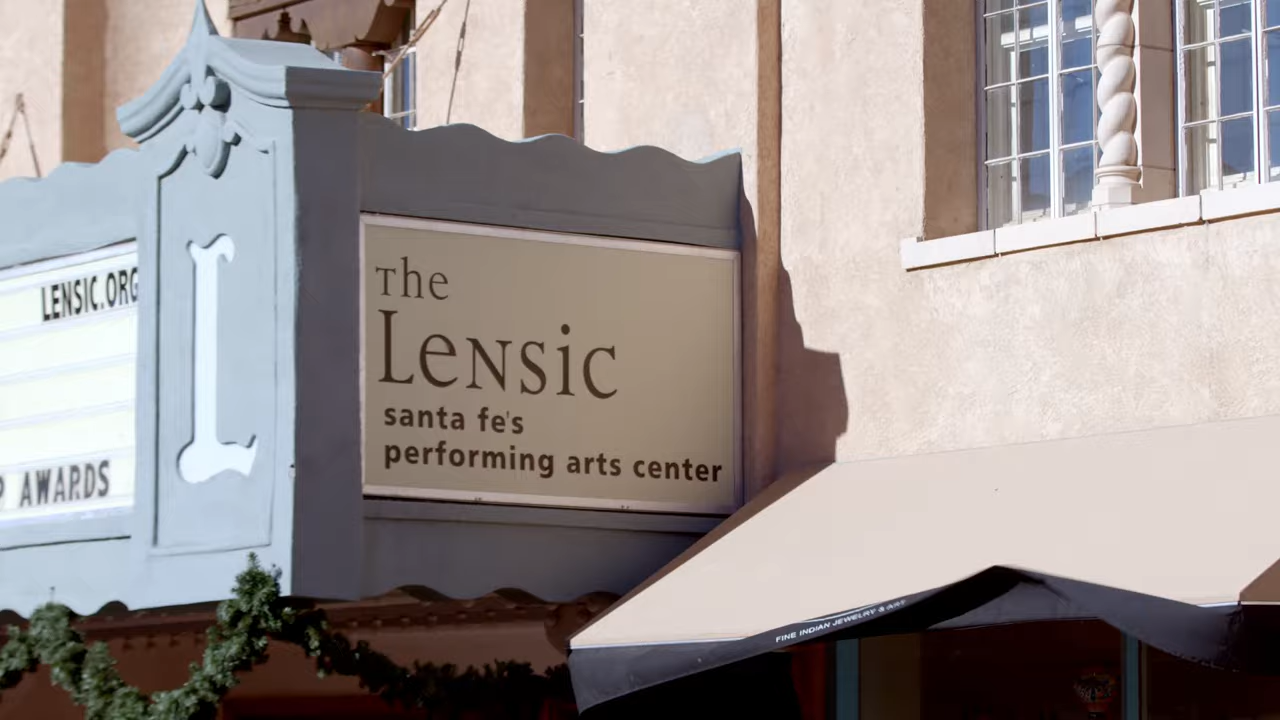 LENSIC.ORG
AWARDS
L
The
Lensic
santa fe's
performing arts center
FINE INDIAN JEWELRY & ART